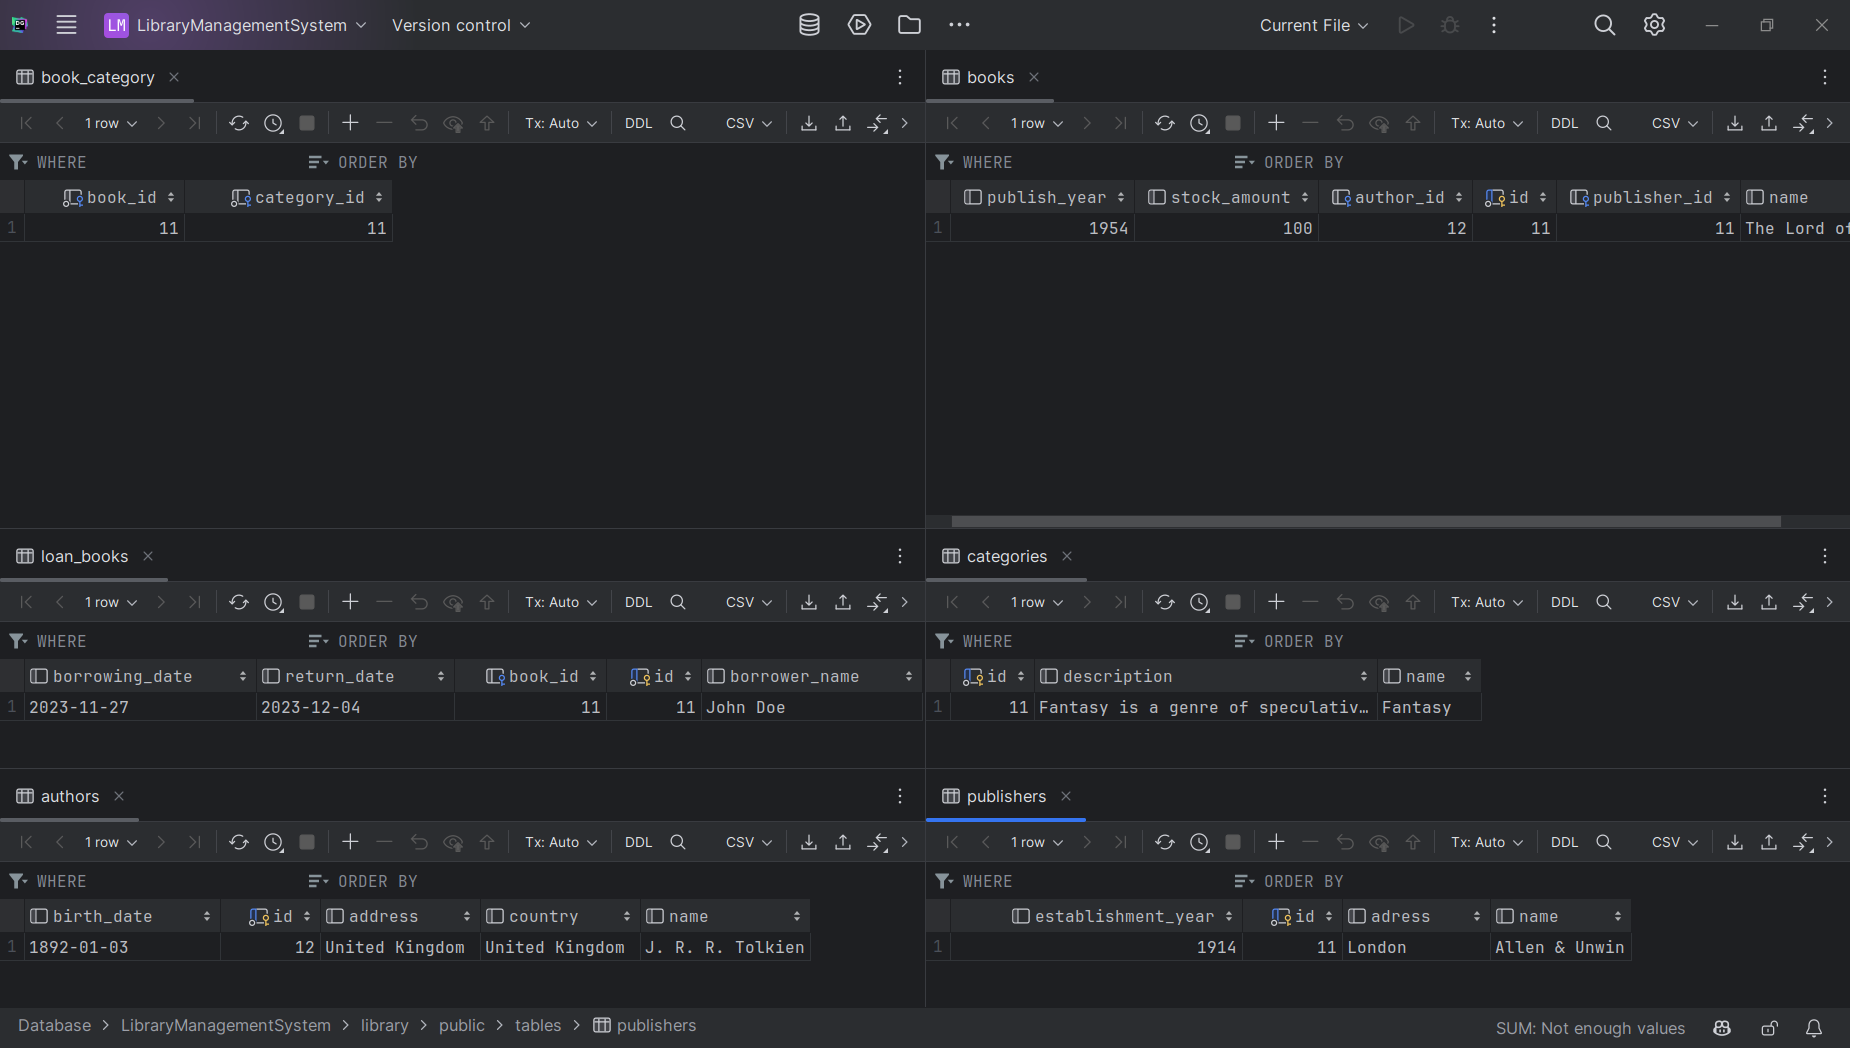 LM LibraryManagementSystem Version control Current File
book_category
1 row Tx: Auto DDL CSV
WHERE ORDER BY
book_id category_id
1 11 11
books
1 row Tx: Auto DDL CSV
WHERE ORDER BY
publish_year stock_amount author_id id publisher_id name
1 1954 100 12 11 11 The Lord of
loan_books
1 row Tx: Auto DDL CSV
WHERE ORDER BY
borrowing_date return_date book_id id borrower_name
1 2023-11-27 2023-12-04 11 11 John Doe
categories
1 row Tx: Auto DDL CSV
WHERE ORDER BY
id description name
1 11 Fantasy is a genre of speculativ… Fantasy
authors
1 row Tx: Auto DDL CSV
WHERE ORDER BY
birth_date id address country name
1 1892-01-03 12 United Kingdom United Kingdom J. R. R. Tolkien
publishers
1 row Tx: Auto DDL CSV
WHERE ORDER BY
establishment_year id adress name
1 1914 11 London Allen & Unwin
Database > LibraryManagementSystem > library > public > tables > publishers
SUM: Not enough values